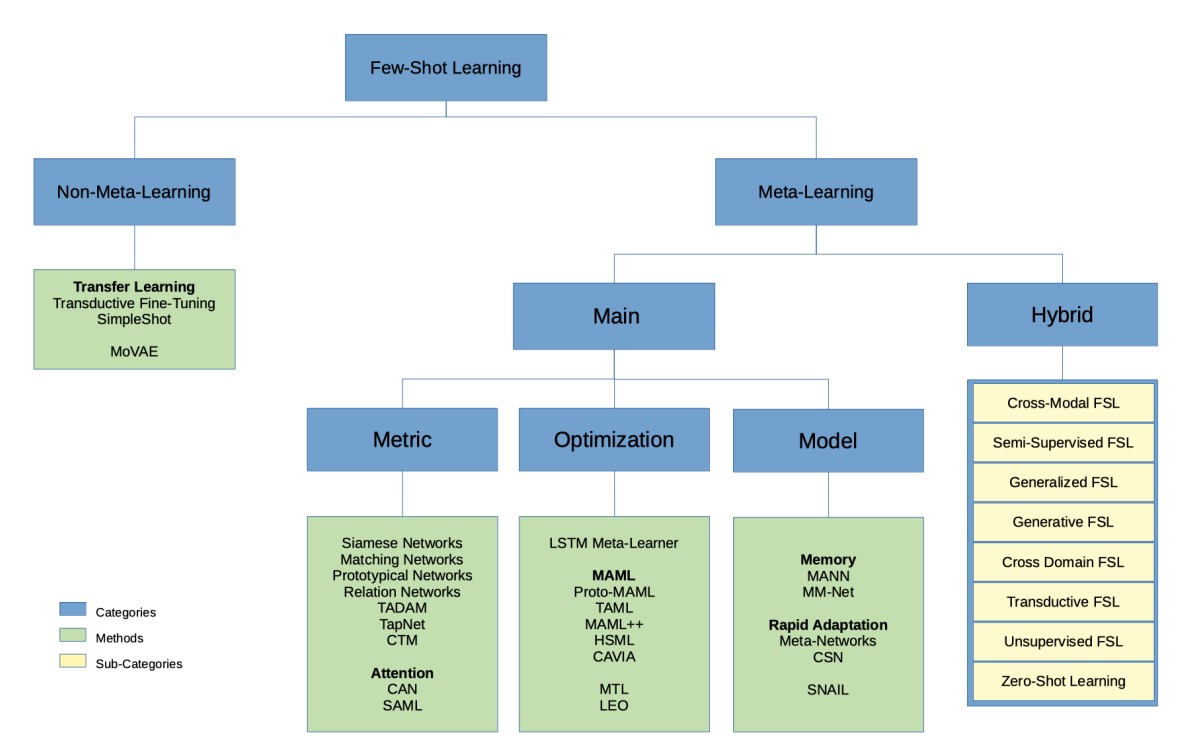 Few-Shot Learning
Non-Meta-Learning
Meta-Learning
Transfer Learning
Transductive Fine-Tuning
SimpleShot
MoVAE
Main
Hybrid
Metric
Optimization
Model
Siamese Networks
Matching Networks
Prototypical Networks
Relation Networks
TADAM
TapNet
CTM
Attention
CAN
SAML
LSTM Meta-Learner
MAML
Proto-MAML
TAML
MAML++
HSML
CAVIA
MTL
LEO
Memory
MANN
MM-Net
Rapid Adaptation
Meta-Networks
CSN
SNAIL
Cross-Modal FSL
Semi-Supervised FSL
Generalized FSL
Generative FSL
Cross Domain FSL
Transductive FSL
Unsupervised FSL
Zero-Shot Learning
Categories
Methods
Sub-Categories